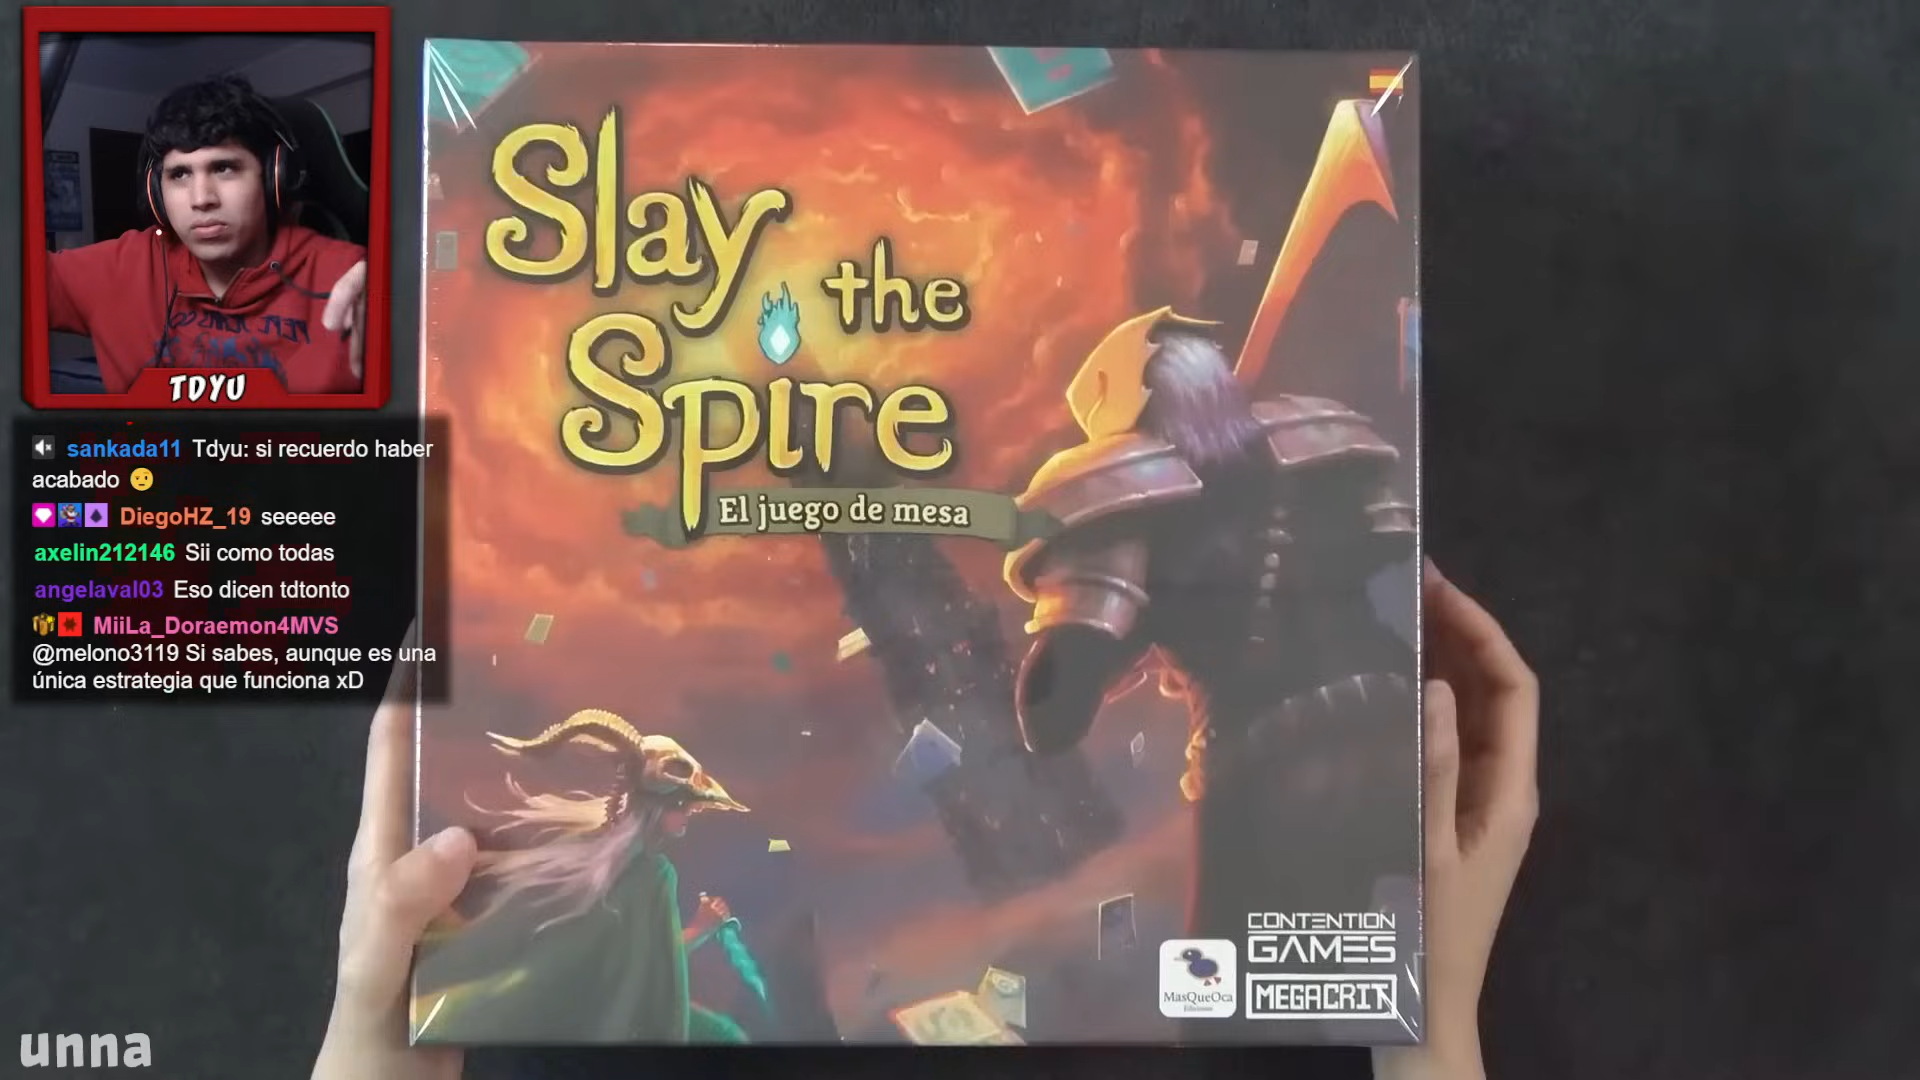 TDYU
sankada11 Tdyu: si recuerdo haber
acabado
DiegoHZ_19 seeeee
axelin212146 Sii como todas
angelaval03 Eso dicen tdtonto
MiiLa_Doraemon4MVS
@melono3119 Si sabes, aunque es una
única estrategia que funciona xD
Slay
the
Spire
El juego de mesa
CONTENTION
GAMES
MasQueOca
Ediciones
MEGACRIT
unna